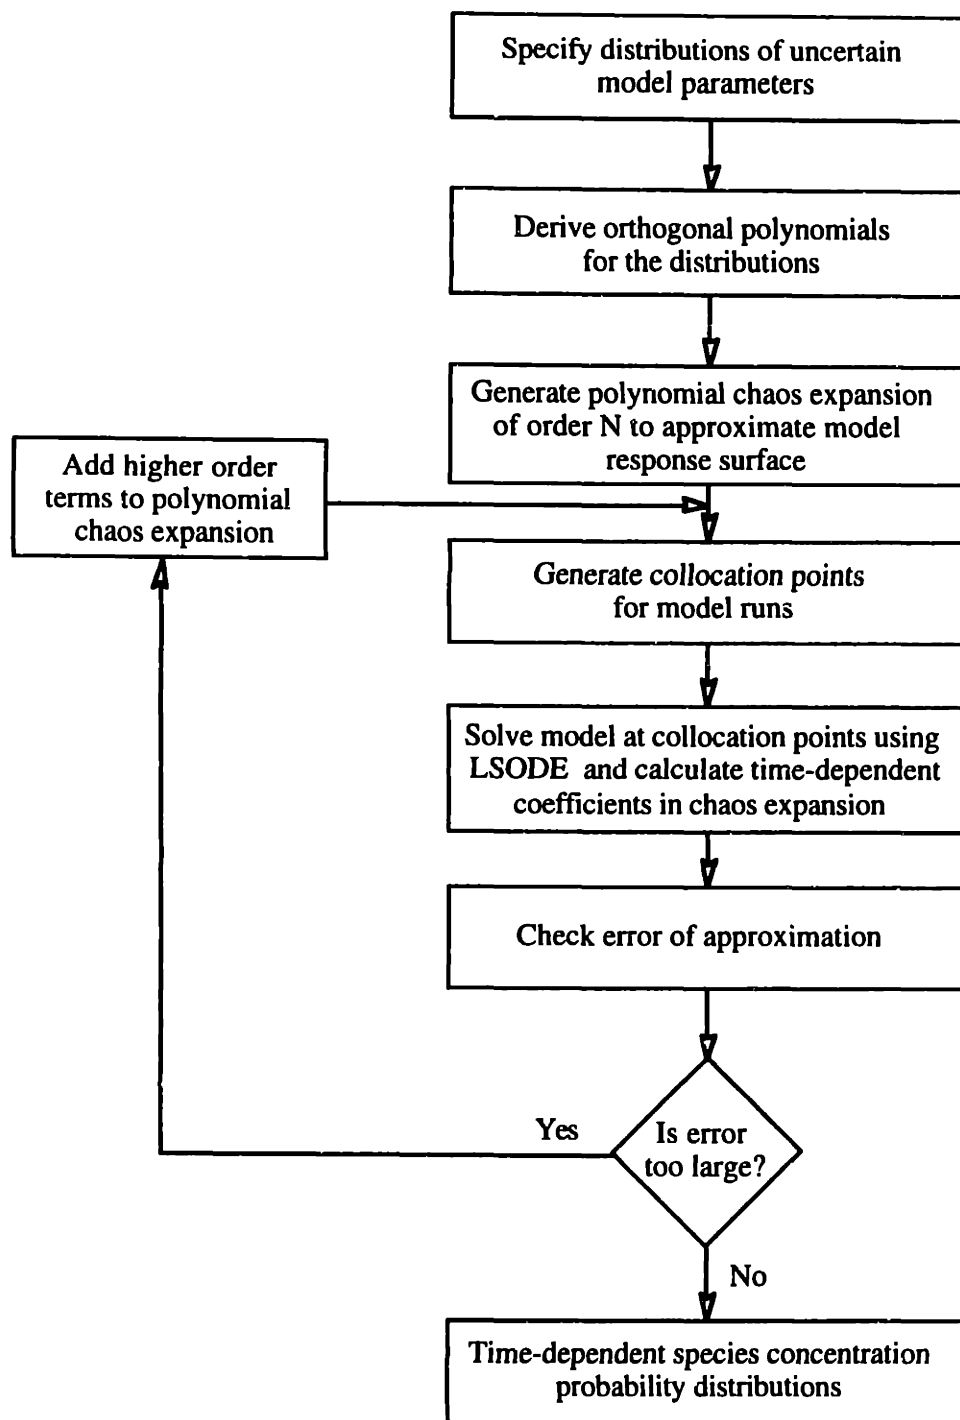 Specify distributions of uncertain
model parameters
Derive orthogonal polynomials
for the distributions
Generate polynomial chaos expansion
of order N to approximate model
response surface
Add higher order
terms to polynomial
chaos expansion
Generate collocation points
for model runs
Solve model at collocation points using
LSODE and calculate time-dependent
coefficients in chaos expansion
Check error of approximation
Yes
Is error
too large?
No
Time-dependent species concentration
probability distributions